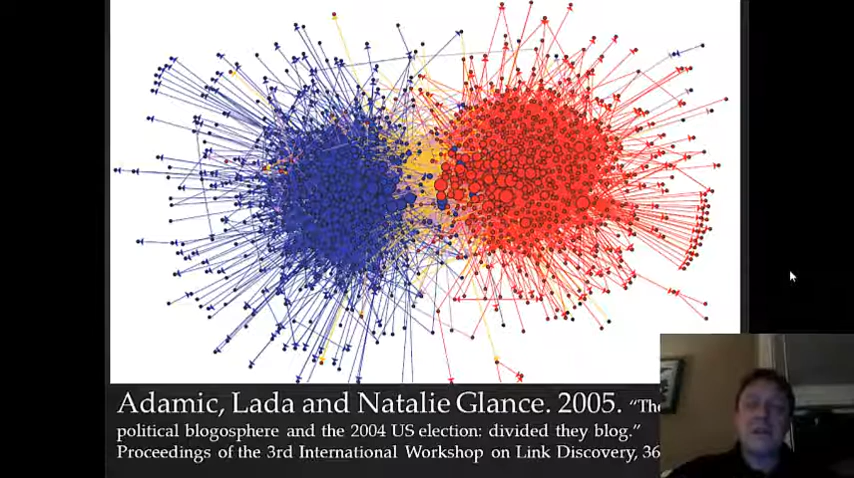 Adamic, Lada and Natalie Glance. 2005. “The
political blogosphere and the 2004 US election: divided they blog.”
Proceedings of the 3rd International Workshop on Link Discovery, 36